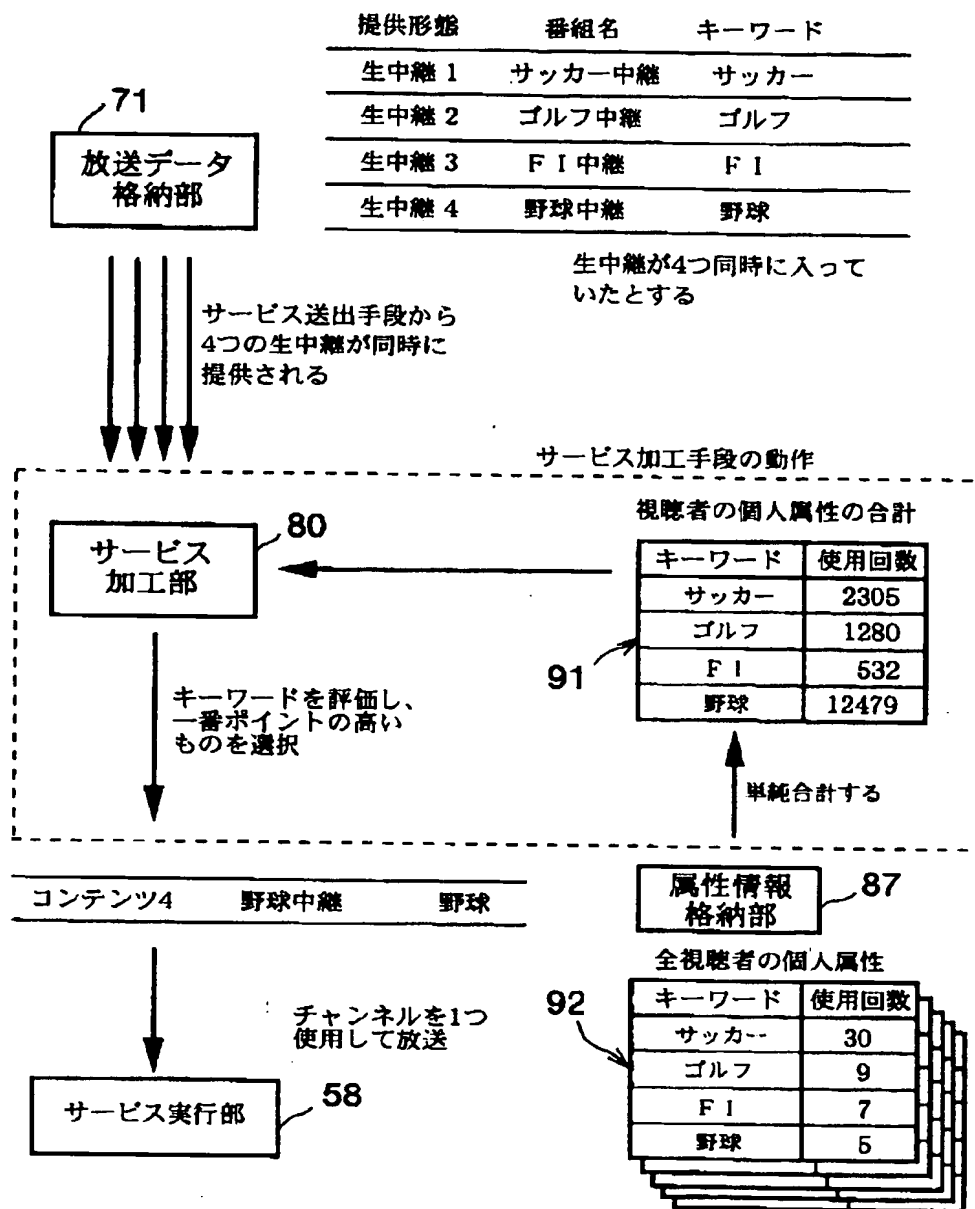 提供形態 番組名 キーワード
生中継 1 サッカー中継 サッカー
生中継 2 ゴルフ中継 ゴルフ
生中継 3 F I 中継 F I
生中継 4 野球中継 野球
71
放送データ
格納部
生中継が4つ同時に入って
いたとする
サービス送出手段から
4つの生中継が同時に
提供される
サービス加工手段の動作
80
サービス
加工部
視聴者の個人属性の合計
キーワード 使用回数
サッカー 2305
ゴルフ 1280
F I 532
野球 12479
91
キーワードを評価し、
一番ポイントの高い
ものを選択
単純合計する
コンテンツ4 野球中継 野球
属性情報
格納部
87
全視聴者の個人属性
92
キーワード 使用回数
サッカー 30
ゴルフ 9
F I 7
野球 5
チャンネルを1つ
使用して放送
サービス実行部
58